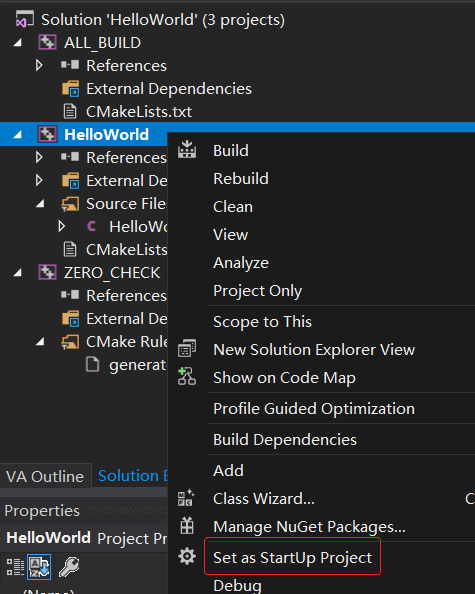 Solution 'HelloWorld' (3 projects)
ALL_BUILD
References
External Dependencies
CMakeLists.txt
HelloWorld
References
External De
Source File
HelloWo
CMakeLists
ZERO_CHECK
References
External De
CMake Rule
generat
Build
Rebuild
Clean
View
Analyze
Project Only
Scope to This
New Solution Explorer View
Show on Code Map
Profile Guided Optimization
Build Dependencies
Add
Class Wizard... C
Manage NuGet Packages...
Set as StartUp Project
Debug
VA Outline Solution E
Properties
HelloWorld Project Pr
(Name)